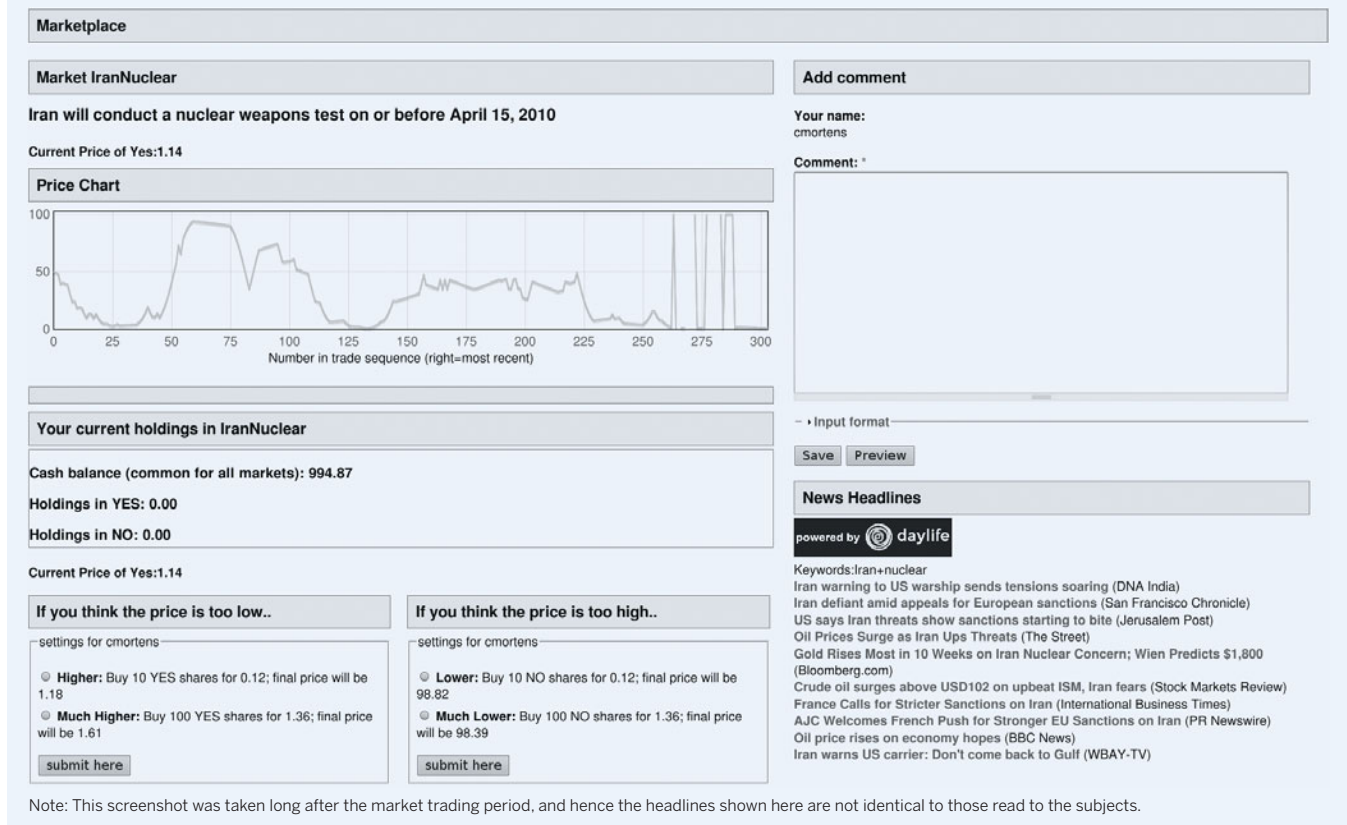 Marketplace
Market IranNuclear
Iran will conduct a nuclear weapons test on or before April 15, 2010
Current Price of Yes:1.14
Price Chart
100
50
0
0 25 50 75 100 125 150 175 200 225 250 275 300
Number in trade sequence (right=most recent)
Your current holdings in IranNuclear
Cash balance (common for all markets): 994.87
Holdings in YES: 0.00
Holdings in NO: 0.00
Current Price of Yes:1.14
If you think the price is too low..
settings for cmortens
Higher: Buy 10 YES shares for 0.12; final price will be
1.18
Much Higher: Buy 100 YES shares for 1.36; final price
will be 1.61
submit here
If you think the price is too high..
settings for cmortens
Lower: Buy 10 NO shares for 0.12; final price will be
98.82
Much Lower: Buy 100 NO shares for 1.36; final price
will be 98.39
submit here
Add comment
Your name:
cmortens
Comment: *
Input format
Save Preview
News Headlines
powered by daylife
Keywords:Iran+nuclear
Iran warning to US warship sends tensions soaring (DNA India)
Iran defiant amid appeals for European sanctions (San Francisco Chronicle)
US says Iran threats show sanctions starting to bite (Jerusalem Post)
Oil Prices Surge as Iran Ups Threats (The Street)
Gold Rises Most in 10 Weeks on Iran Nuclear Concern; Wien Predicts $1,800
(Bloomberg.com)
Crude oil surges above USD102 on upbeat ISM, Iran fears (Stock Markets Review)
France Calls for Stricter Sanctions on Iran (International Business Times)
AJC Welcomes French Push for Stronger EU Sanctions on Iran (PR Newswire)
Oil price rises on economy hopes (BBC News)
Iran warns US carrier: Don't come back to Gulf (WBAY-TV)
Note: This screenshot was taken long after the market trading period, and hence the headlines shown here are not identical to those read to the subjects.